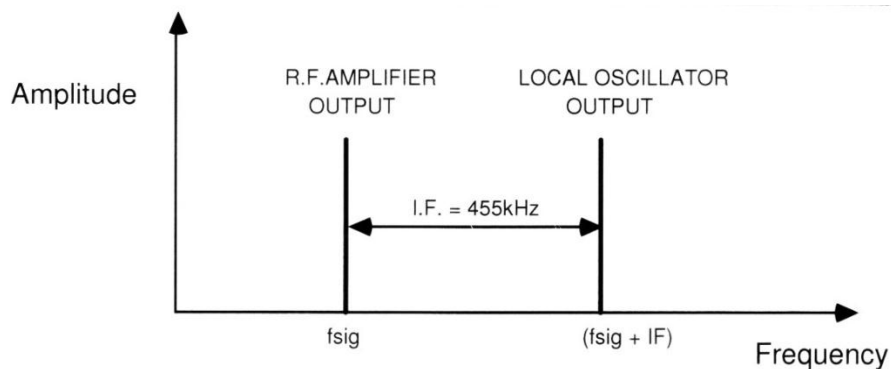 R.F.AMPLIFIER
OUTPUT
LOCAL OSCILLATOR
OUTPUT
Amplitude
I.F. = 455kHz
fsig
(fsig + IF)
Frequency